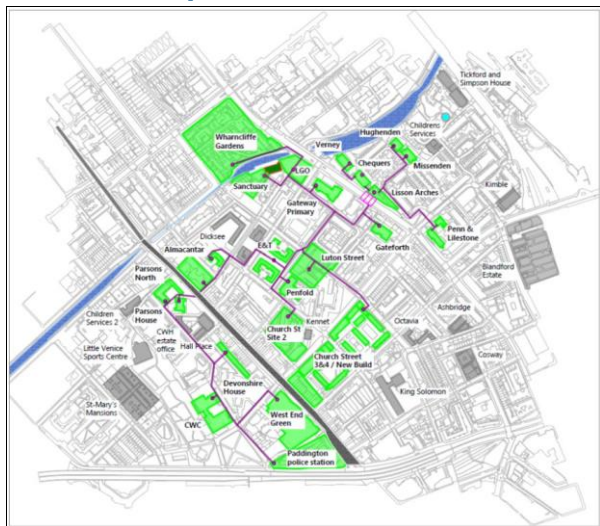 Tickford and
Simpson House
Hughenden
Childrens
Services
Wharncliffe
Gardens
Verney
Chequers
Missenden
LGO
Sanctuary
Lisson Arches
Kimble
Gateway
Primary
Penn &
Lilestone
Dicksee
E&T
Gateforth
Almacantar
Luton Street
Parsons
North
Blandford
Estate
Penfold
Parsons
House
Children
Services 2
CWH
estate
office
Church St
Site 2
Kennet
Octavia
Ashbridge
Hall Place
Little Venice
Sports Centre
Church Street
3&4 / New Build
Cosway
Devonshire
House
King Solomon
St-Mary's
Mansions
CWC
West End
Green
Paddington
police station